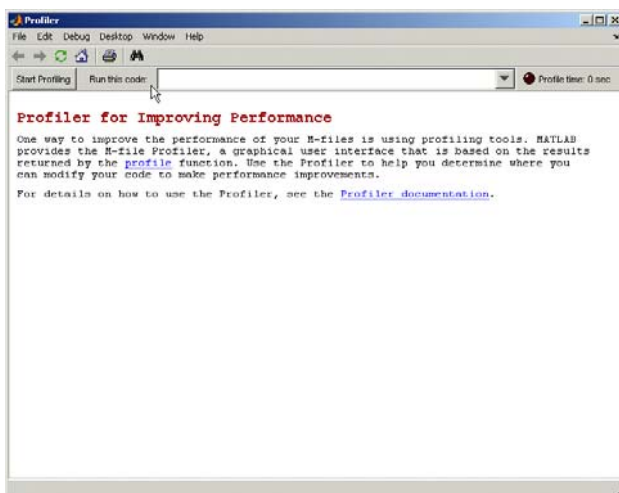 Profiler
File Edit Debug Desktop Window Help
Start Profiling Run this code: Profile time: 0 sec
Profiler for Improving Performance
One way to improve the performance of your M-files is using profiling tools. MATLAB
provides the M-file Profiler, a graphical user interface that is based on the results
returned by the profile function. Use the Profiler to help you determine where you
can modify your code to make performance improvements.
For details on how to use the Profiler, see the Profiler documentation.